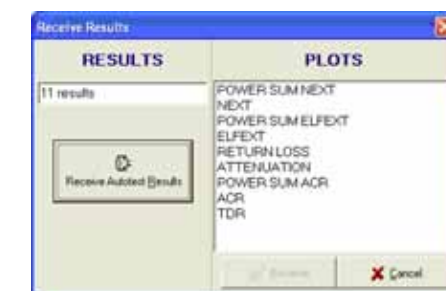 Receive Results
RESULTS
11 results
Receive Autotest Results
PLOTS
POWER SUM NEXT
NEXT
POWER SUM ELFEXT
ELFEXT
RETURN LOSS
ATTENUATION
POWER SUM ACR
ACR
TDR
Cancel